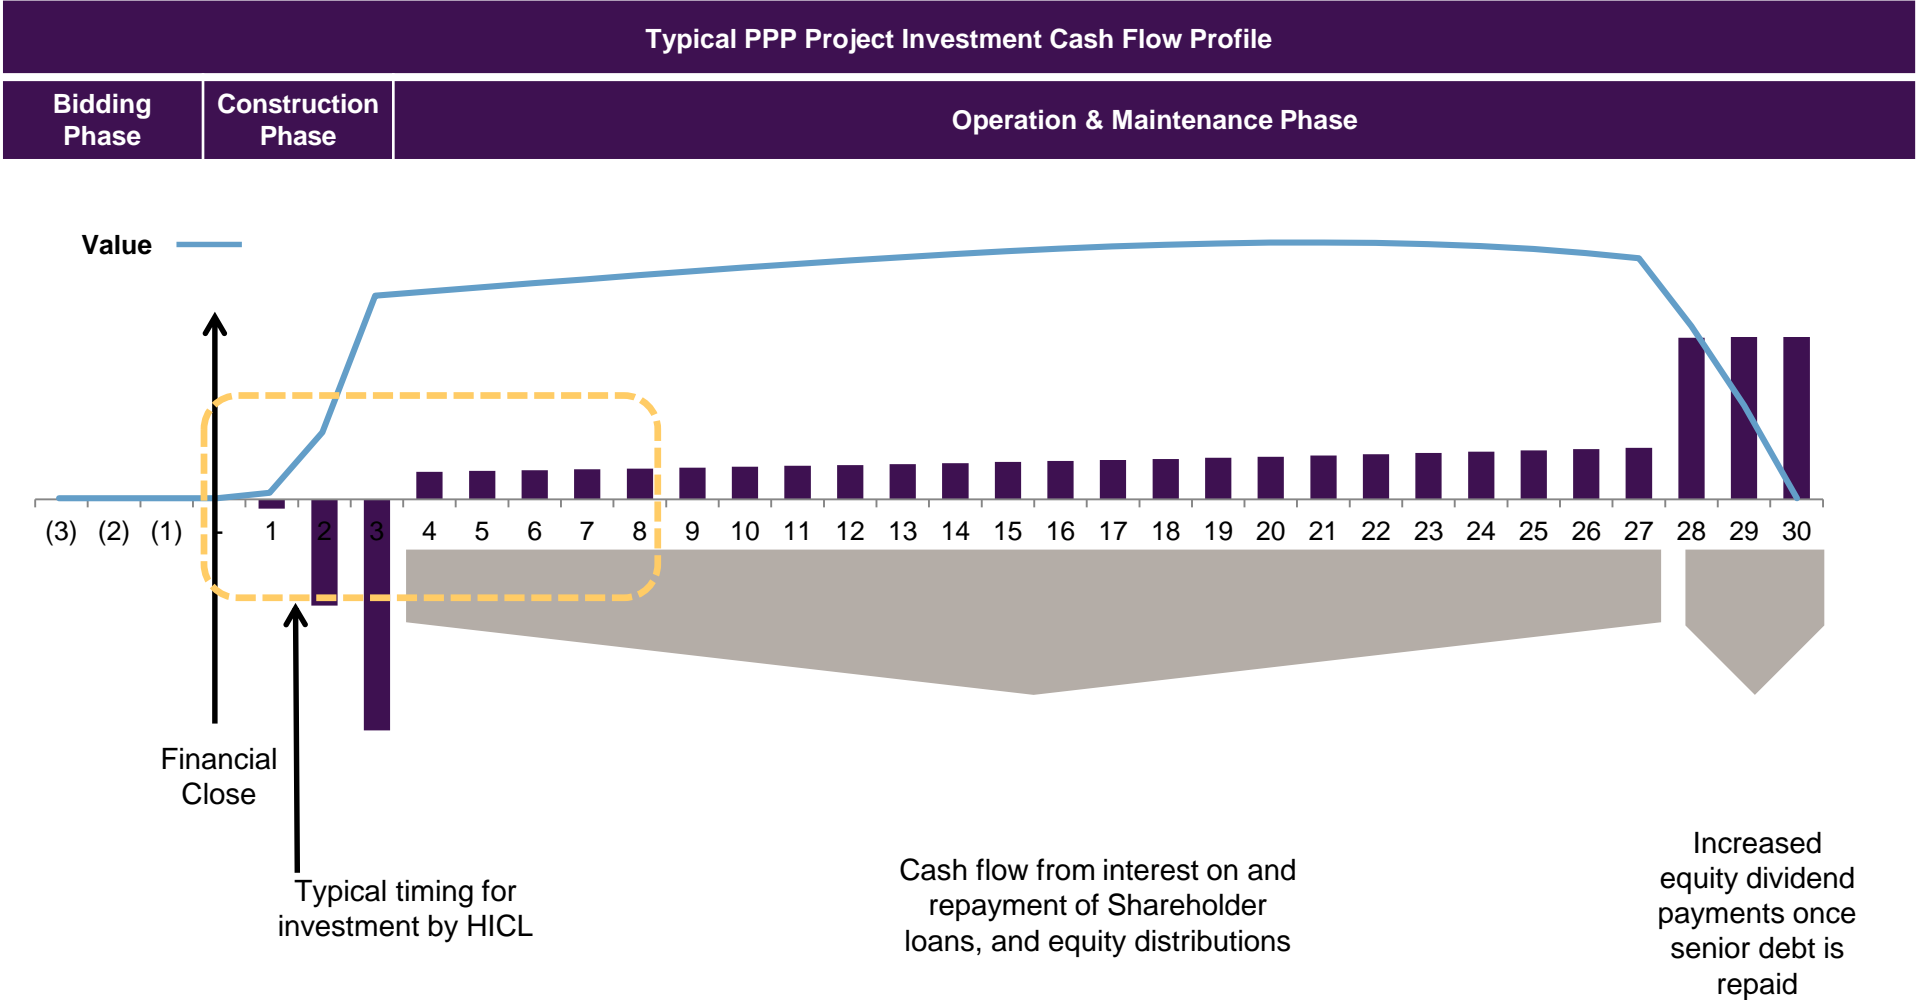 Typical PPP Project Investment Cash Flow Profile
Bidding
Phase
Construction
Phase
Operation & Maintenance Phase
Value
(3) (2) (1) - 1 2 3 4 5 6 7 8 9 10 11 12 13 14 15 16 17 18 19 20 21 22 23 24 25 26 27 28 29 30
Financial
Close
Typical timing for
investment by HICL
Cash flow from interest on and
repayment of Shareholder
loans, and equity distributions
Increased
equity dividend
payments once
senior debt is
repaid